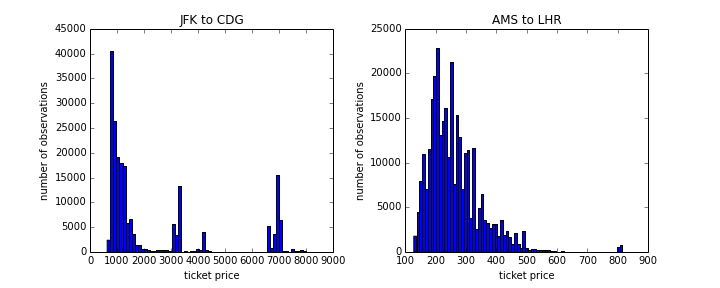 JFK to CDG
45000
40000
35000
30000
25000
20000
15000
10000
5000
0
number of observations
0 1000 2000 3000 4000 5000 6000 7000 8000 9000
ticket price
AMS to LHR
25000
20000
15000
10000
5000
0
number of observations
100 200 300 400 500 600 700 800 900
ticket price